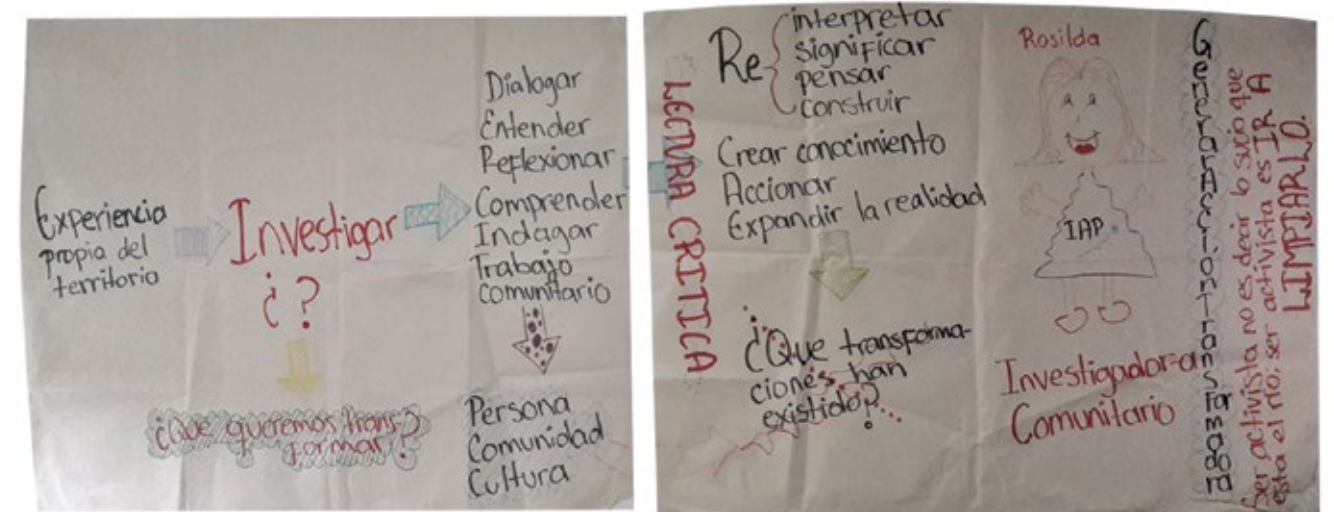 Experiencia
propia del
territorio
Investigar
¿?
¿Que queremos trans-
formar?
Dialogar
Entender
Reflexionar
Comprender
Indagar
Trabajo
comunitario
Persona
Comunidad
Cultura
LECTURA CRITICA
Re
interpretar
significar
pensar
construir
Crear conocimiento
Accionar
Expandir la realidad
¿Que transforma-
ciones han
existido?
Rosilda
IAP
Investigador-a
Comunitario
Generar Acción transformadora
Ser activista no es decir lo sucio que
esta el río; ser activista es IR A
LIMPIARLO.